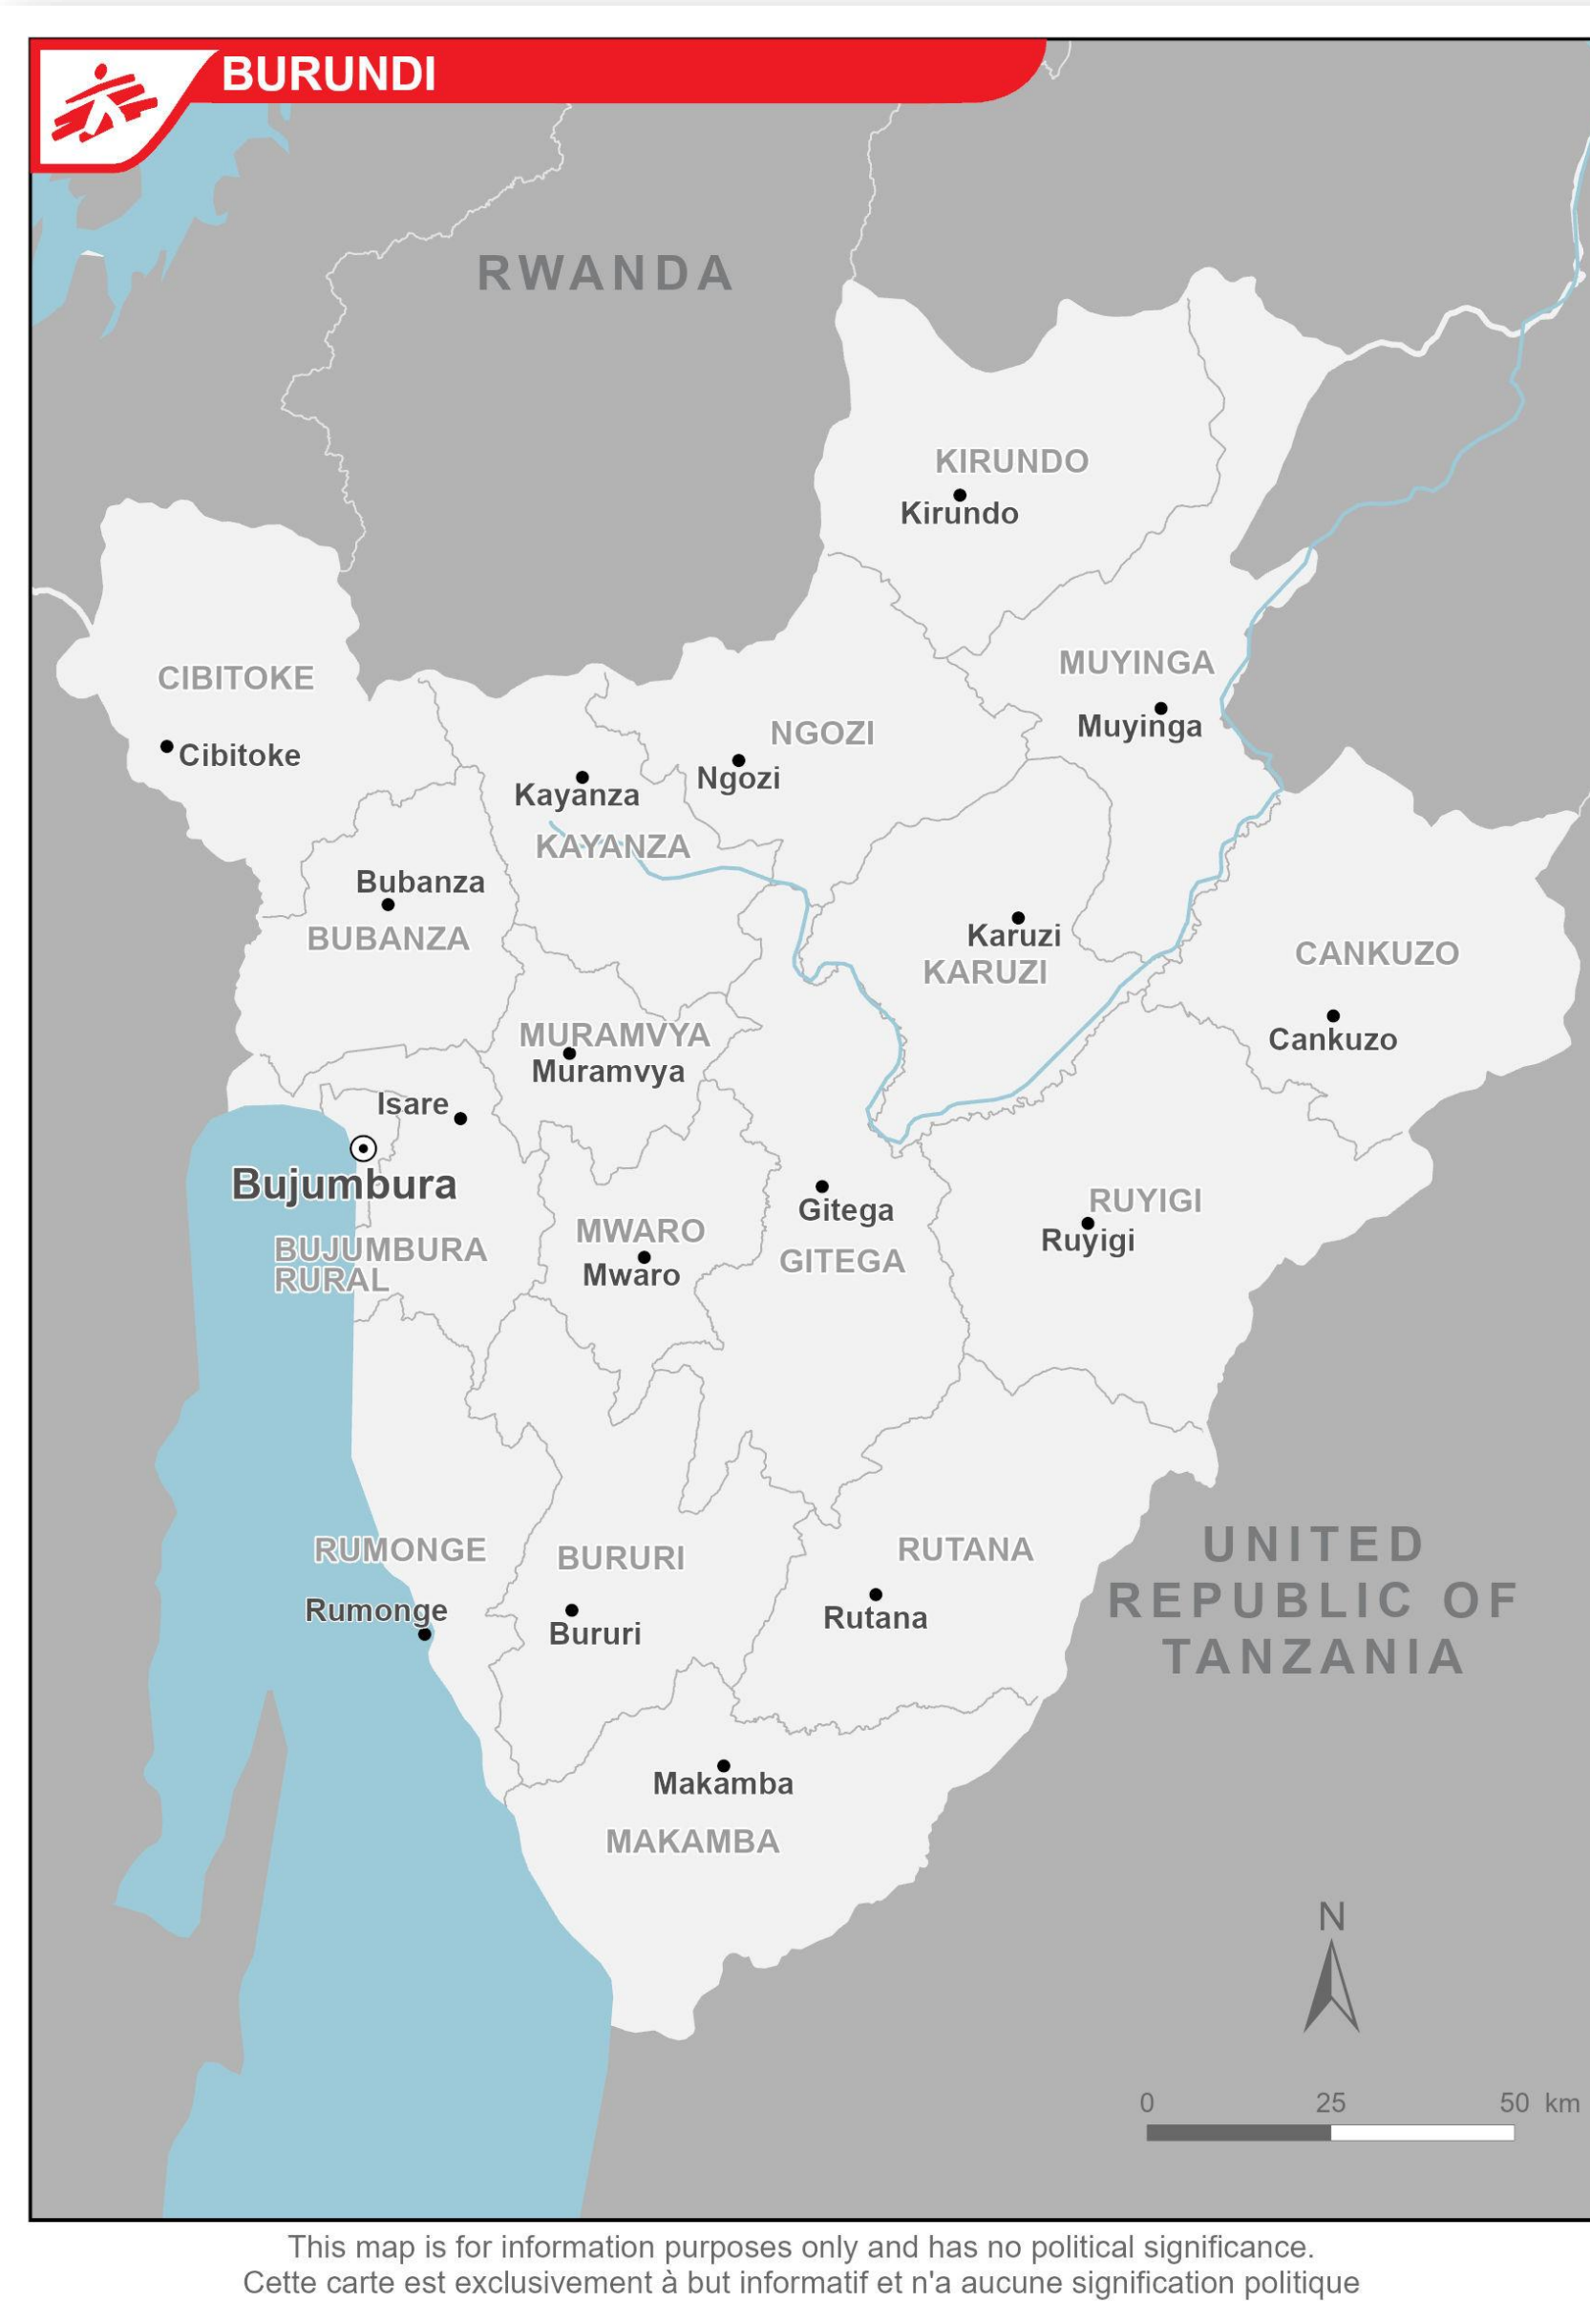 BURUNDI
RWANDA
KIRUNDO
Kirundo
CIBITOKE
Cibitoke
MUYINGA
Muyinga
NGOZI
Ngozi
Kayanza
KAYANZA
Bubanza
BUBANZA
Karuzi
KARUZI
CANKUZO
Cankuzo
MURAMVYA
Muramvya
Isare
Bujumbura
BUJUMBURA
RURAL
MWARO
Mwaro
Gitega
GITEGA
RUYIGI
Ruyigi
RUMONGE
Rumonge
BURURI
Bururi
RUTANA
Rutana
UNITED
REPUBLIC OF
TANZANIA
Makamba
MAKAMBA
N
0 25 50 km
This map is for information purposes only and has no political significance.
Cette carte est exclusivement à but informatif et n'a aucune signification politique